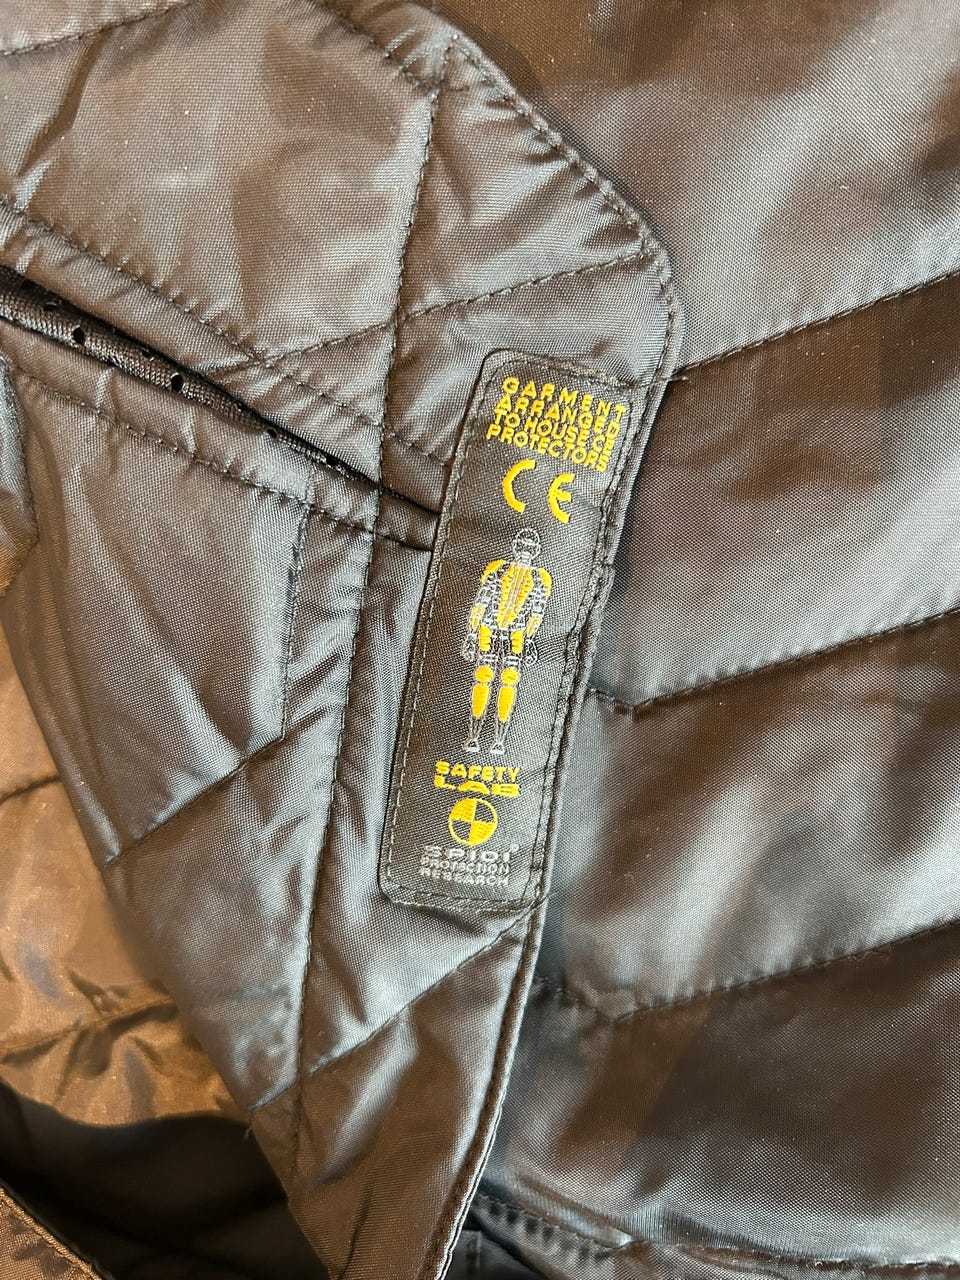 GARMENT
ARRANGED
TO HOUSE CE
PROTECTORS
CE
SAFETY
LAB
SPIDI®
PROTECTION
RESEARCH